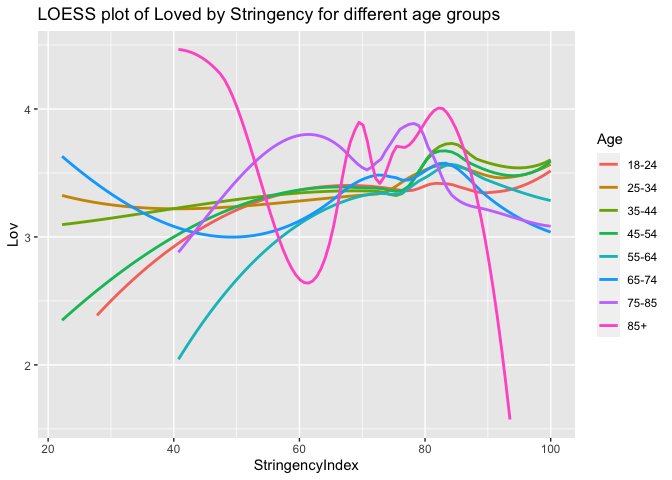 LOESS plot of Loved by Stringency for different age groups
4
3
2
Lov
20 40 60 80 100
StringencyIndex
Age
18-24
25-34
35-44
45-54
55-64
65-74
75-85
85+